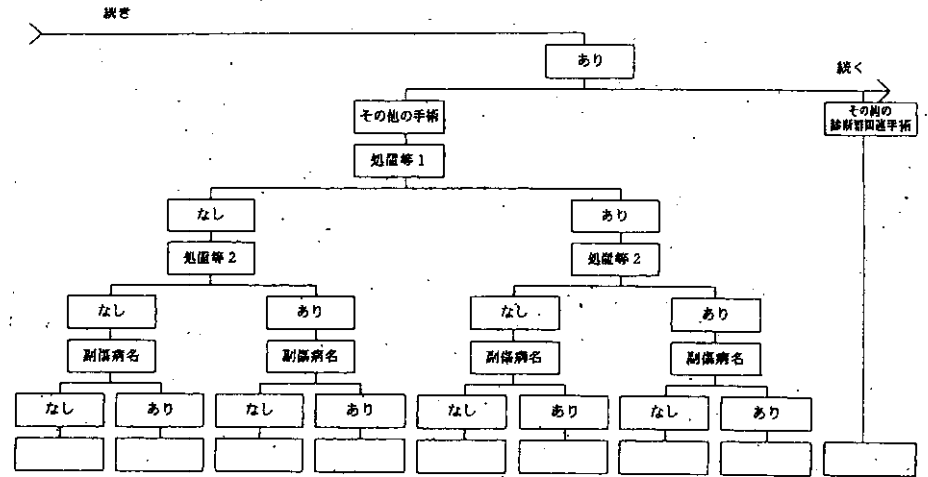 続き
あり
続く
その他の手術
その他の
診断群関連手術
処置等1
なし
あり
処置等2
処置等2
なし
あり
なし
あり
副傷病名
副傷病名
副傷病名
副傷病名
なし
あり
なし
あり
なし
あり
なし
あり